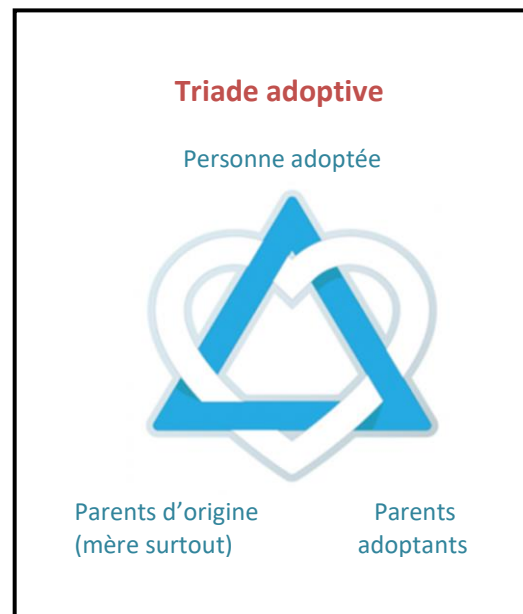 Triade adoptive
Personne adoptée
Parents d’origine
(mère surtout)
Parents
adoptants